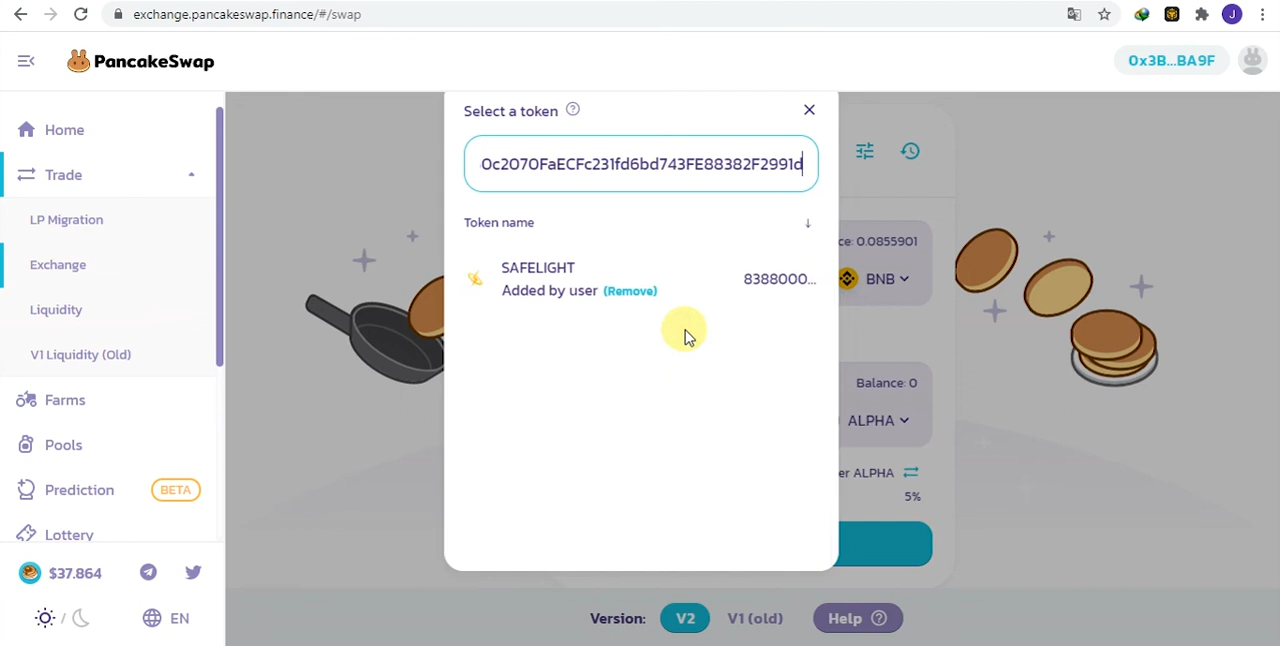 exchange.pancakeswap.finance/#/swap
J
PancakeSwap
0x3B...BA9F
Home
Trade
LP Migration
Exchange
Liquidity
V1 Liquidity (Old)
Farms
Pools
Prediction
BETA
Lottery
$37.864
/
EN
Select a token
0c2070FaECFc231fd6bd743FE88382F2991d
Token name
SAFELIGHT
Added by user (Remove)
8388000...
ce: 0.0855901
BNB
Balance: 0
ALPHA
er ALPHA
5%
Version:
V2
V1 (old)
Help